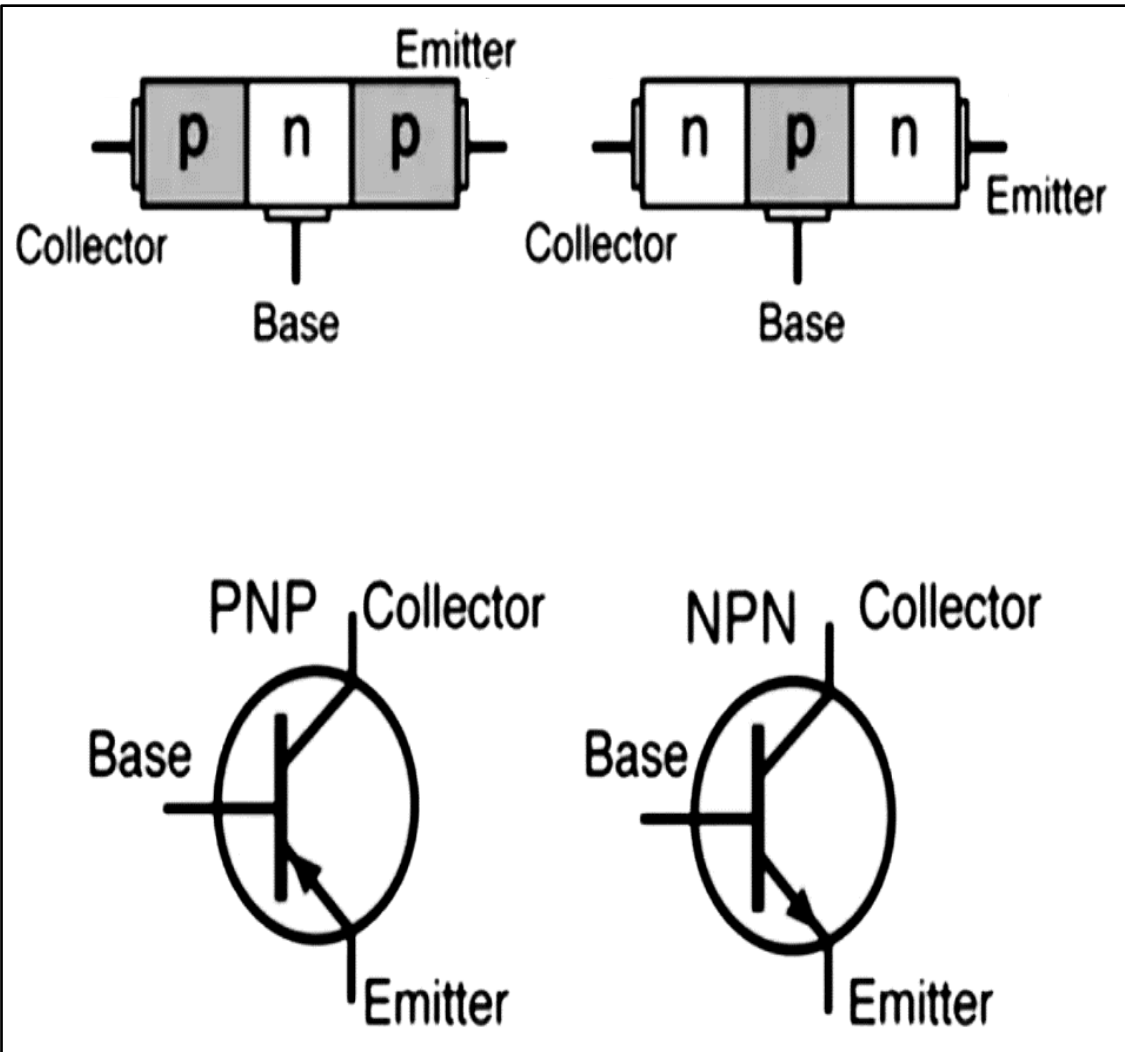 Emitter
p n p
n p n
Emitter
Collector
Collector
Base
Base
PNP
Collector
NPN
Collector
Base
Base
Emitter
Emitter